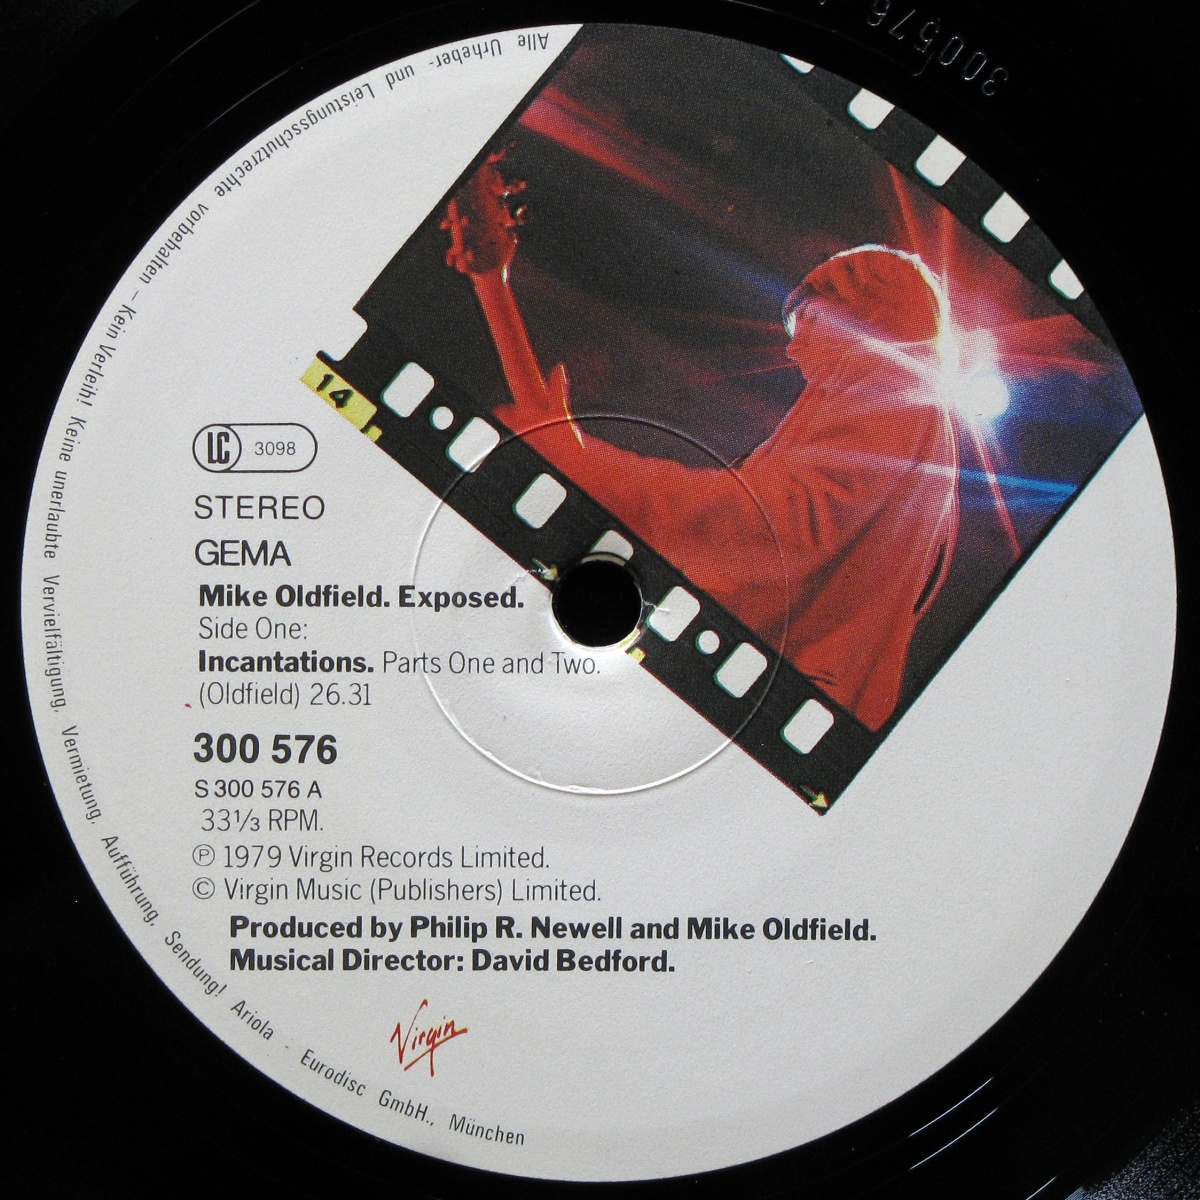 300576
Alle Urheber- und Leistungsschutzrechte vorbehalten – Kein Verleih! Keine unerlaubte Vervielfältigung, Vermietung, Aufführung, Sendung! Ariola - Eurodisc GmbH., München
14
LC 3098
STEREO
GEMA
Mike Oldfield. Exposed.
Side One:
Incantations. Parts One and Two.
(Oldfield) 26.31
300 576
S 300 576 A
33⅓ RPM.
℗ 1979 Virgin Records Limited.
© Virgin Music (Publishers) Limited.
Produced by Philip R. Newell and Mike Oldfield.
Musical Director: David Bedford.
Virgin